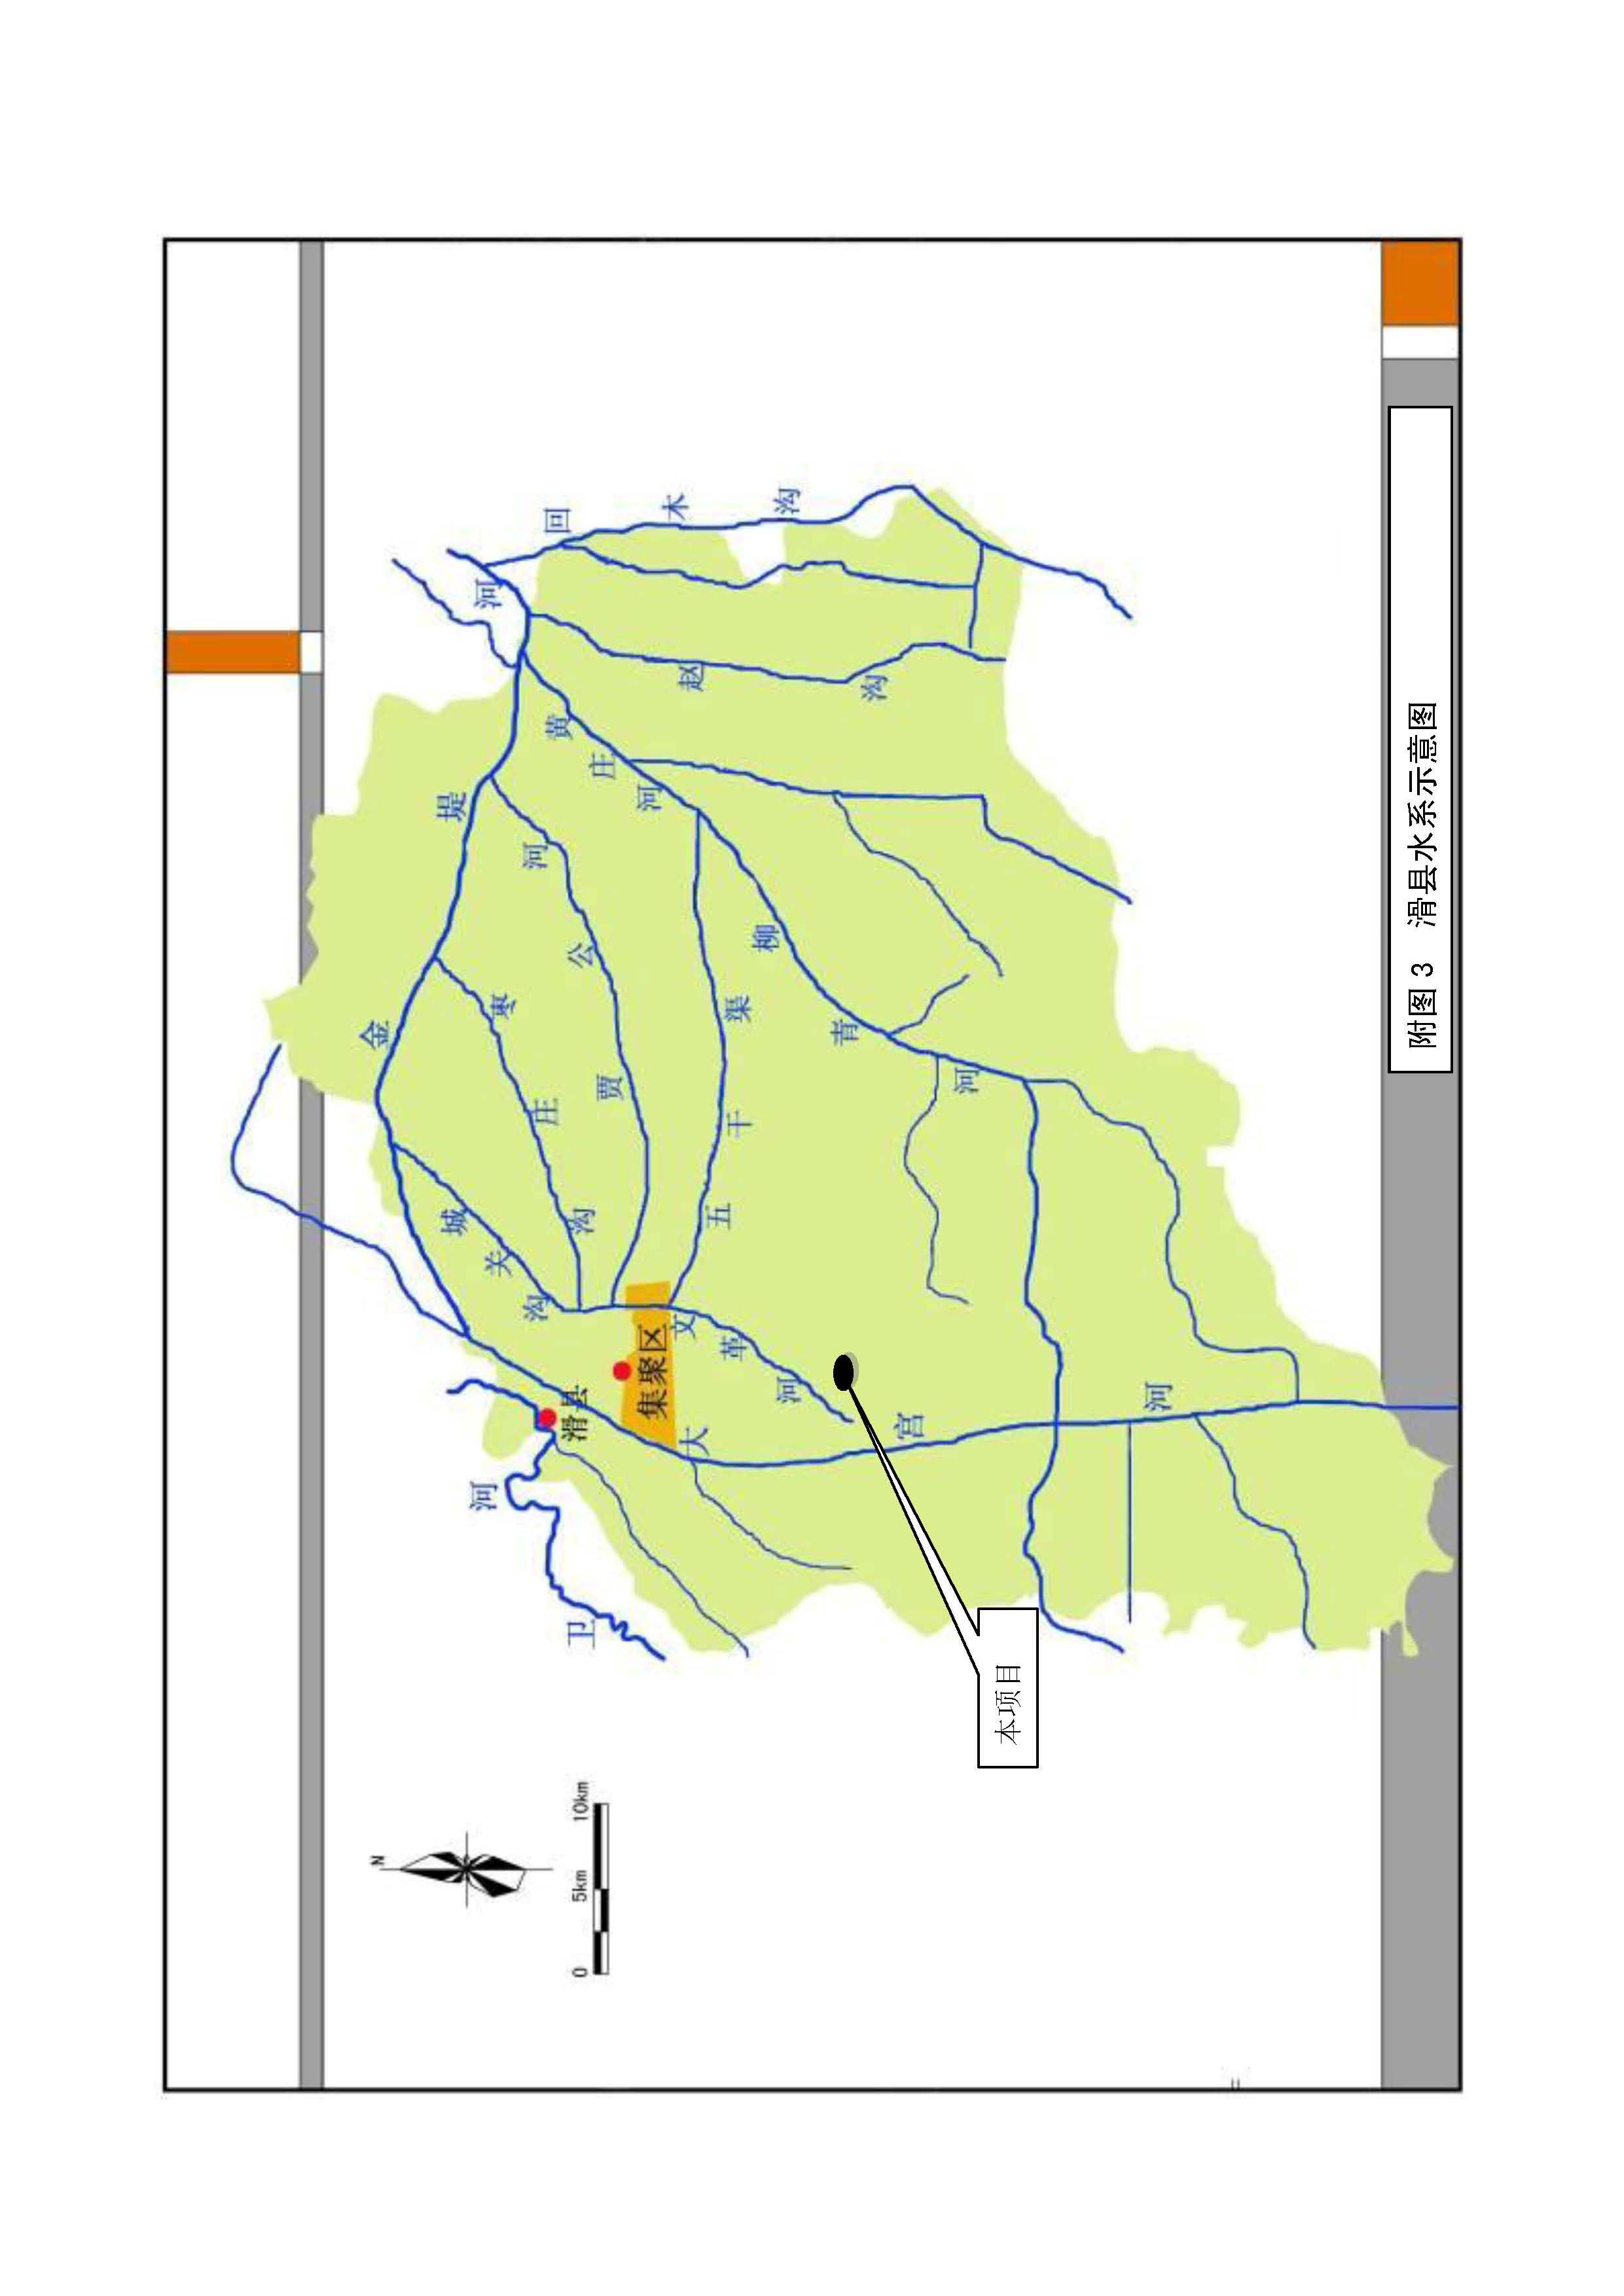 N
0 5km 10km
卫河
滑县
集聚区
金堤河
城关沟
枣庄沟
贾公河
五干渠
文革河
大宫河
黄庄河
柳青河
赵沟
回木沟
本项目
附图 3 滑县水系示意图